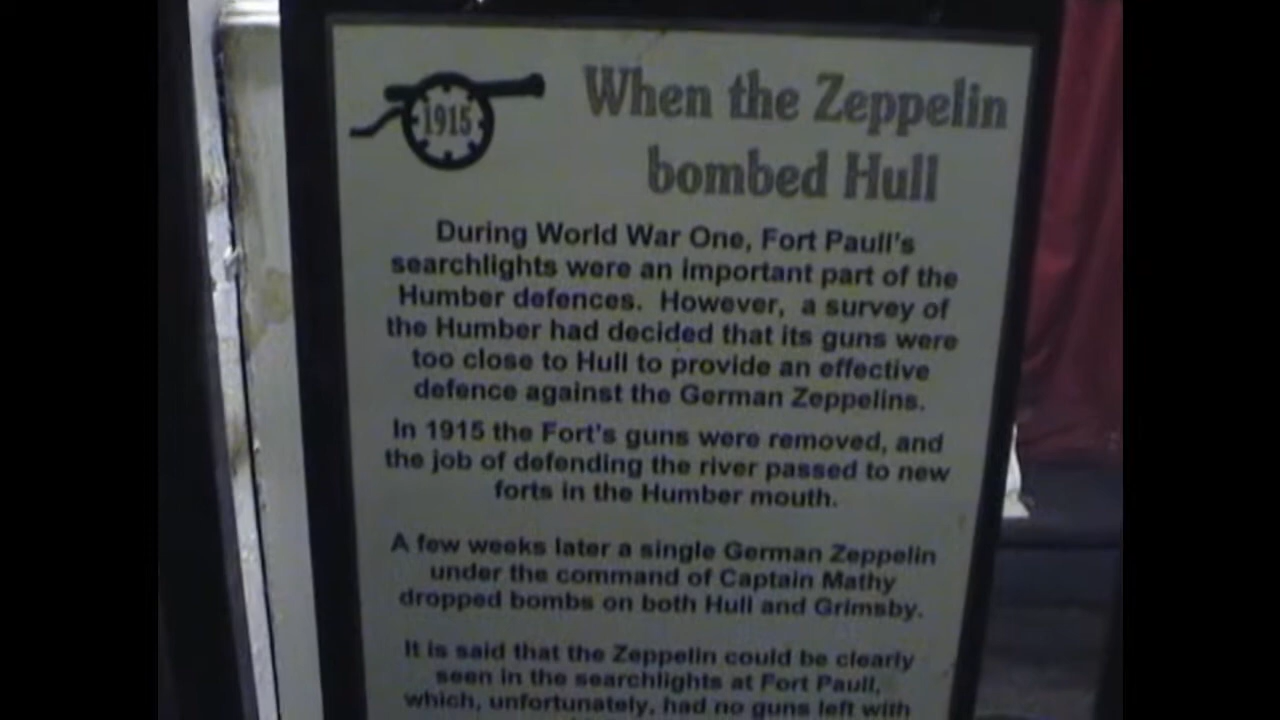 1915
When the Zeppelin
bombed Hull
During World War One, Fort Paull's
searchlights were an important part of the
Humber defences. However, a survey of
the Humber had decided that its guns were
too close to Hull to provide an effective
defence against the German Zeppelins.
In 1915 the Fort's guns were removed, and
the job of defending the river passed to new
forts in the Humber mouth.
A few weeks later a single German Zeppelin
under the command of Captain Mathy
dropped bombs on both Hull and Grimsby.
It is said that the Zeppelin could be clearly
seen in the searchlights at Fort Paull,
which, unfortunately, had no guns left with